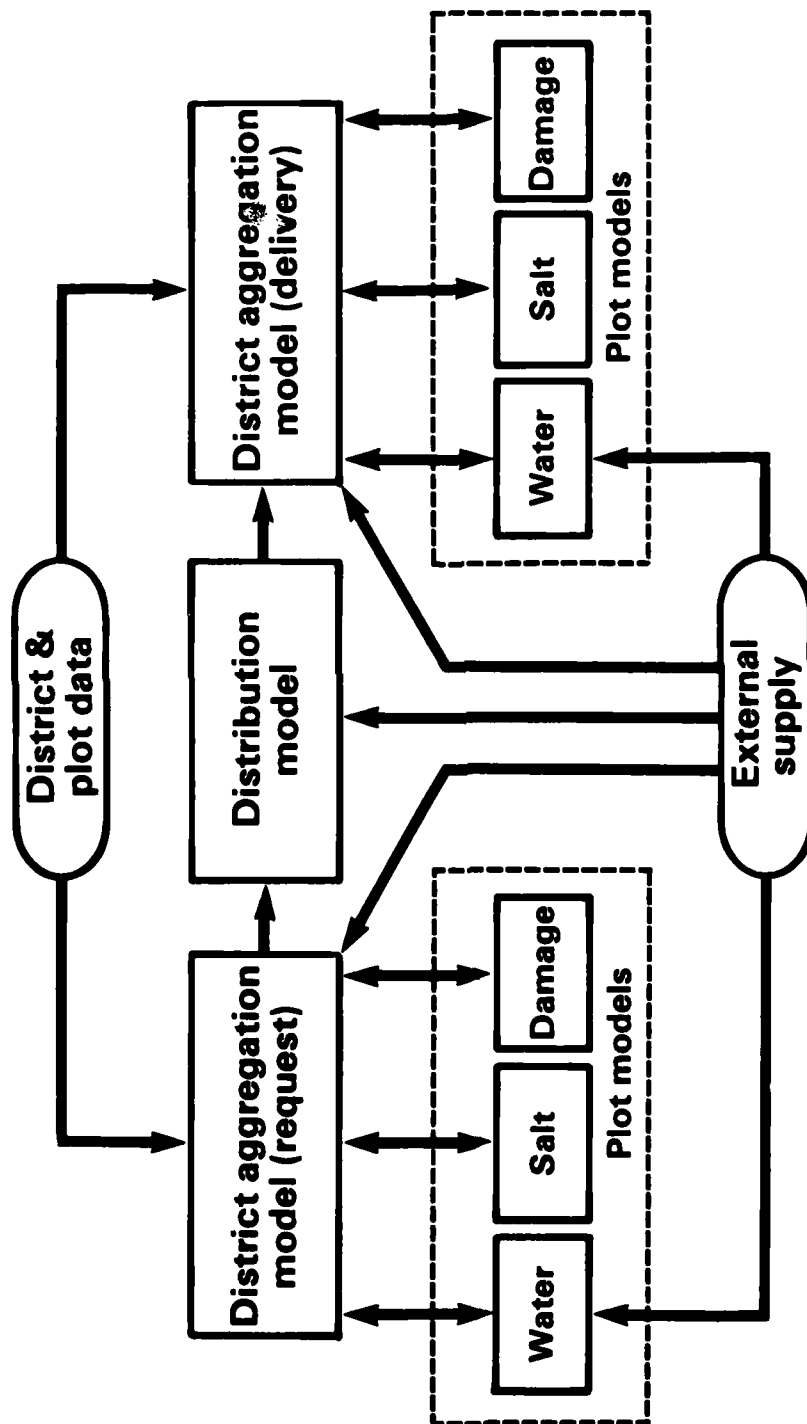 District &
plot data
District aggregation
model (request)
Distribution
model
District aggregation
model (delivery)
Water
Salt
Damage
Plot models
Water
Salt
Damage
Plot models
External
supply